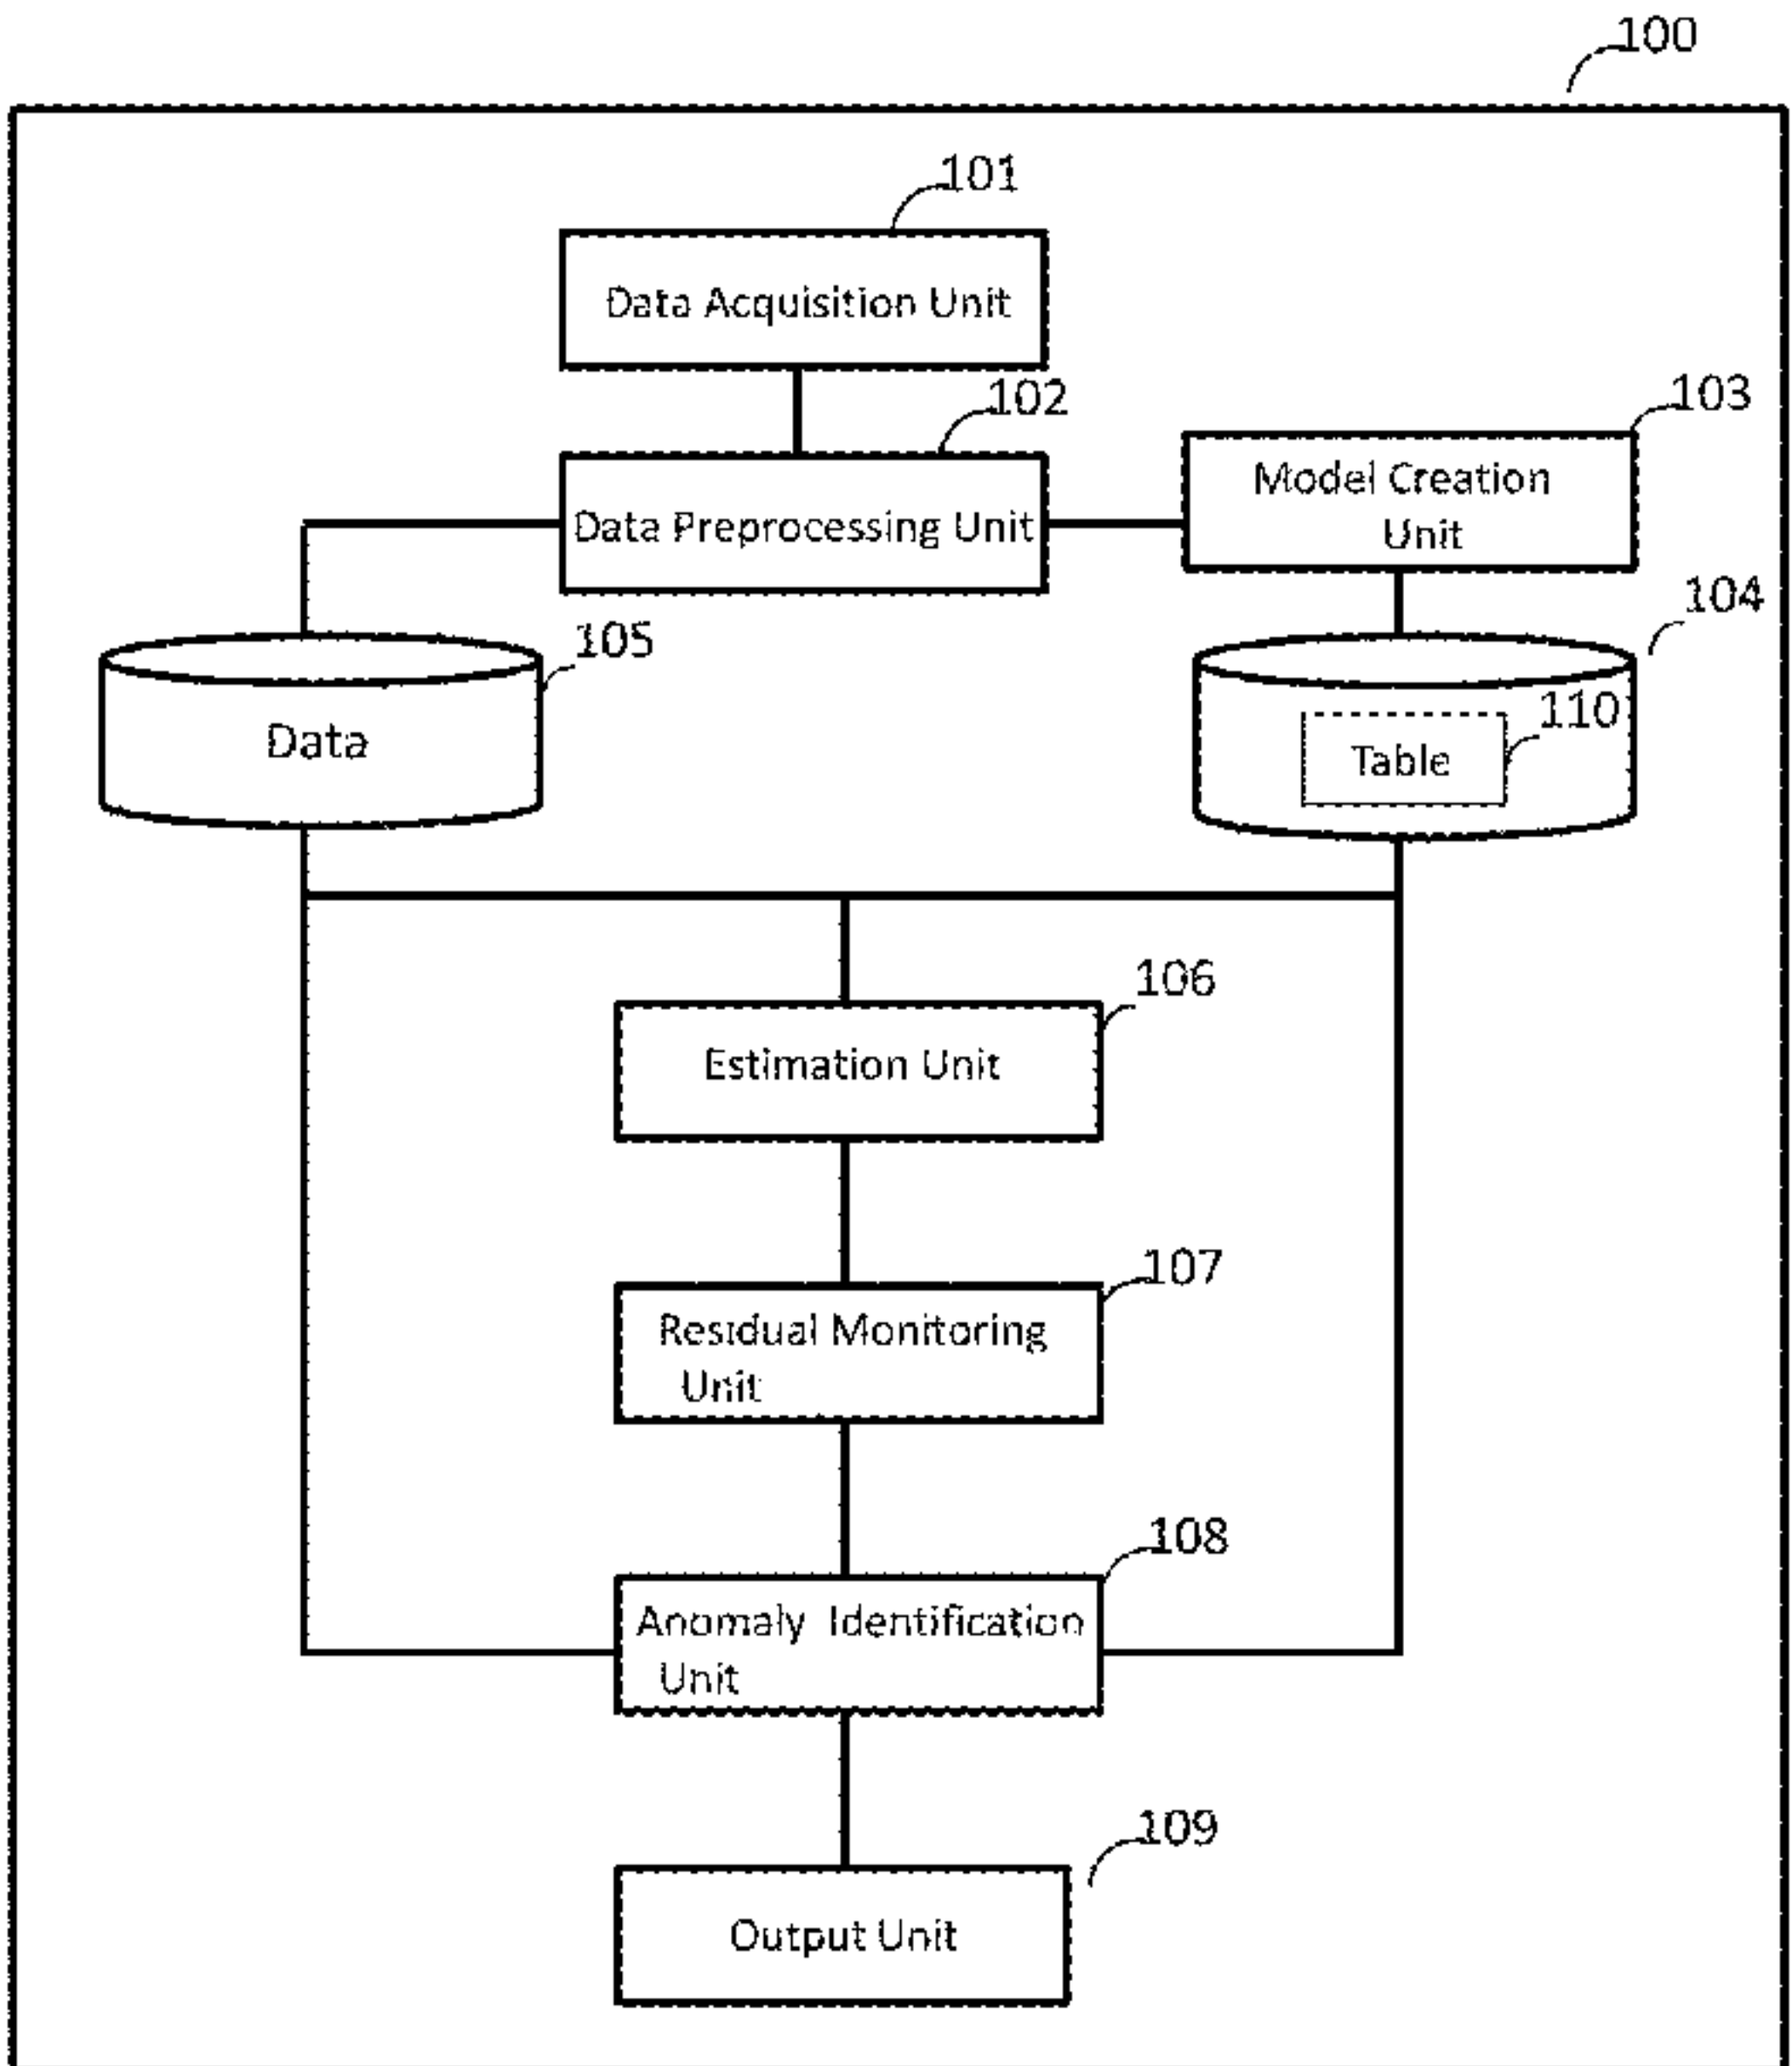 100
101
Data Acquisition Unit
102
103
Data Preprocessing Unit
Model Creation
Unit
104
105
Data
110
Table
106
Estimation Unit
107
Residual Monitoring
Unit
108
Anomaly Identification
Unit
109
Output Unit